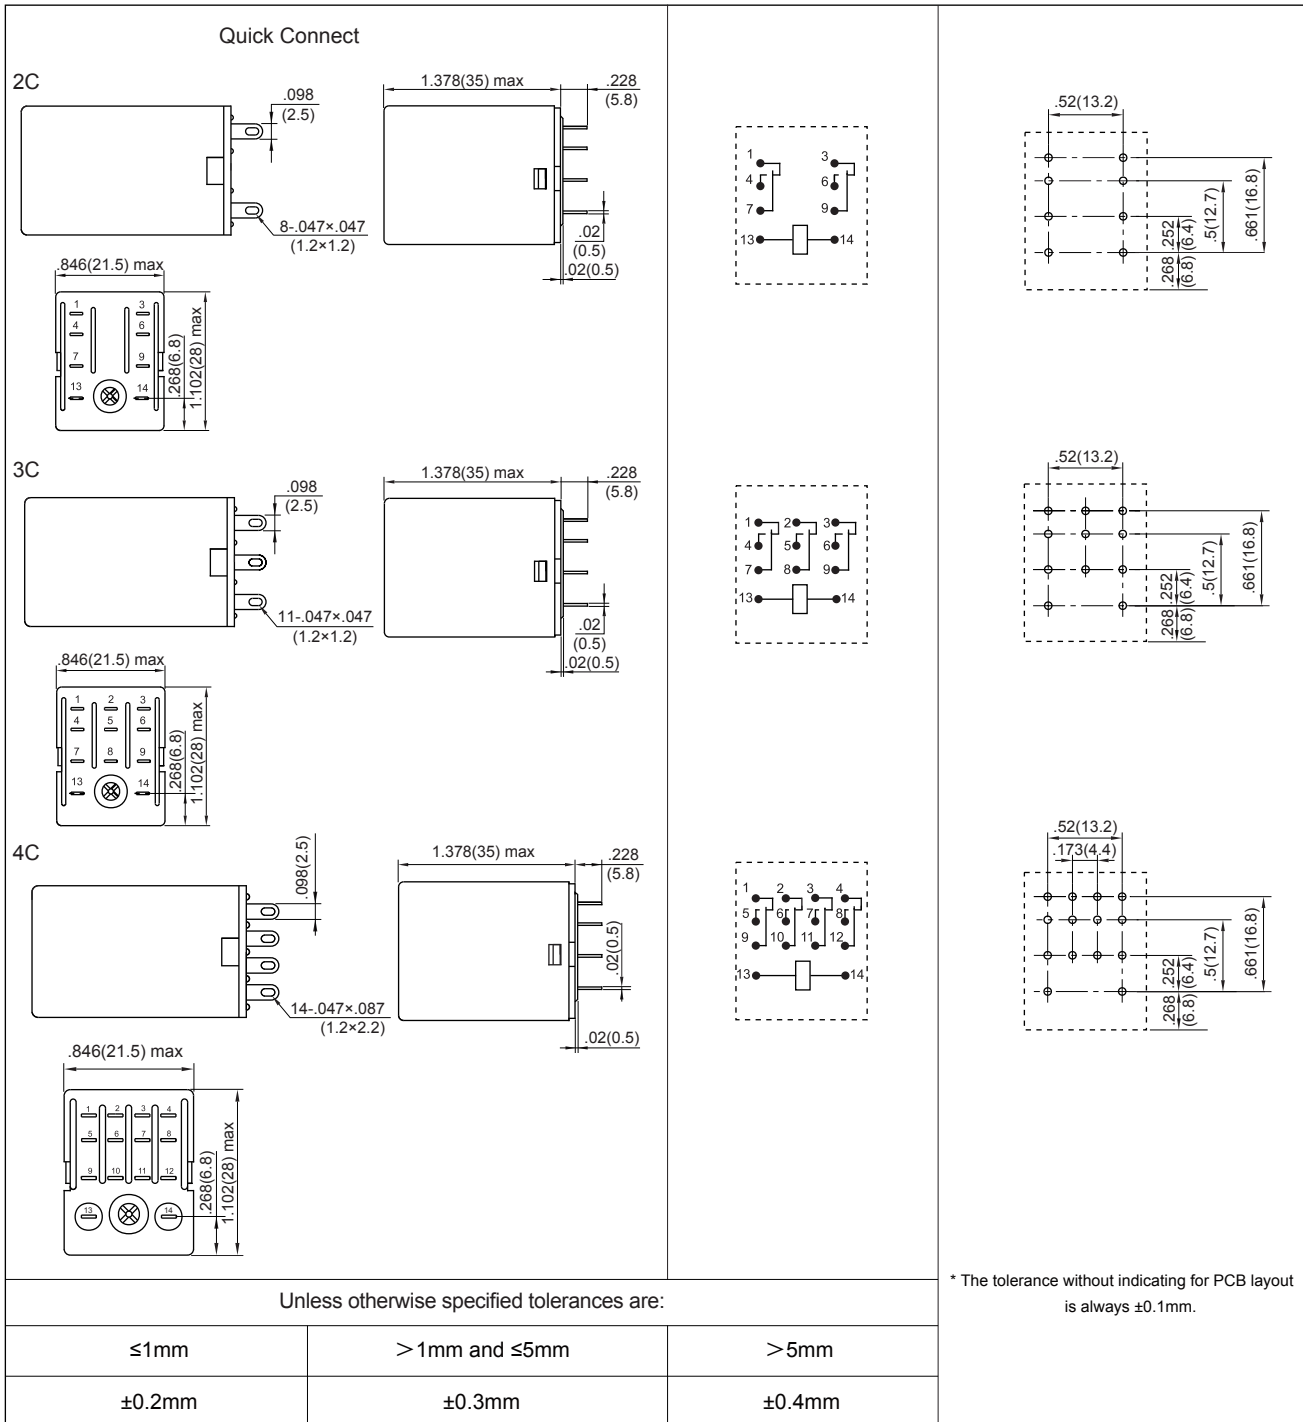 Quick Connect
2C
.098
(2.5)
8-.047×.047
(1.2×1.2)
1.378(35) max
.228
(5.8)
.02
(0.5)
.02(0.5)
.846(21.5) max
1 3
4 6
7 9
13 14
.268(6.8)
1.102(28) max
1 3
4 6
7 9
13 14
.52(13.2)
.268
(6.8)
.252
(6.4)
.5(12.7)
.661(16.8)
3C
.098
(2.5)
11-.047×.047
(1.2×1.2)
1.378(35) max
.228
(5.8)
.02
(0.5)
.02(0.5)
.846(21.5) max
1 2 3
4 5 6
7 8 9
13 14
.268(6.8)
1.102(28) max
1 2 3
4 5 6
7 8 9
13 14
.52(13.2)
.268
(6.8)
.252
(6.4)
.5(12.7)
.661(16.8)
4C
.098(2.5)
14-.047×.087
(1.2×2.2)
1.378(35) max
.228
(5.8)
.02(0.5)
.02(0.5)
.846(21.5) max
1 2 3 4
5 6 7 8
9 10 11 12
13 14
.268(6.8)
1.102(28) max
1 2 3 4
5 6 7 8
9 10 11 12
13 14
.52(13.2)
.173(4.4)
.268
(6.8)
.252
(6.4)
.5(12.7)
.661(16.8)
* The tolerance without indicating for PCB layout
is always ±0.1mm.
Unless otherwise specified tolerances are:
≤1mm >1mm and ≤5mm >5mm
±0.2mm ±0.3mm ±0.4mm